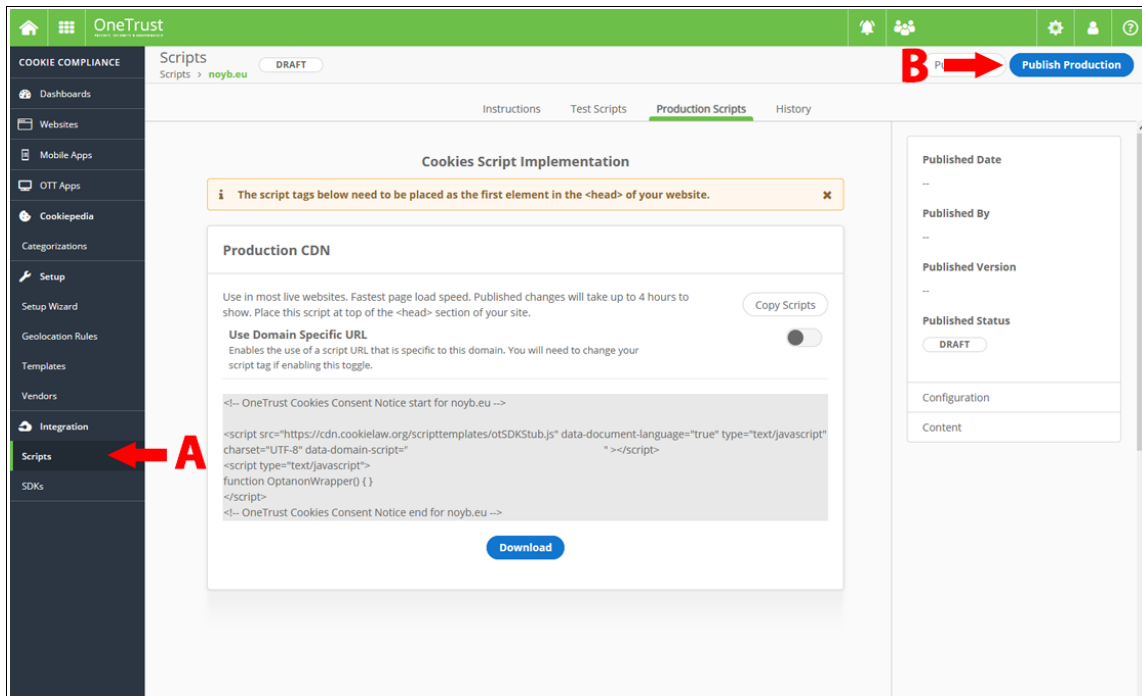 OneTrust
COOKIE COMPLIANCE
Dashboards
Websites
Mobile Apps
OTT Apps
Cookiepedia
Categorizations
Setup
Setup Wizard
Geolocation Rules
Templates
Vendors
Integration
Scripts
SDKs
A
Scripts
Scripts > noyb.eu
DRAFT
B
Publish Production
Instructions
Test Scripts
Production Scripts
History
Cookies Script Implementation
i The script tags below need to be placed as the first element in the <head> of your website.
Production CDN
Use in most live websites. Fastest page load speed. Published changes will take up to 4 hours to
show. Place this script at top of the <head> section of your site.
Copy Scripts
Use Domain Specific URL
Enables the use of a script URL that is specific to this domain. You will need to change your
script tag if enabling this toggle.
<!-- OneTrust Cookies Consent Notice start for noyb.eu -->
<script src="https://cdn.cookielaw.org/scripttemplates/otSDKStub.js" data-document-language="true" type="text/javascript"
charset="UTF-8" data-domain-script=" " ></script>
<script type="text/javascript">
function OptanonWrapper() { }
</script>
<!-- OneTrust Cookies Consent Notice end for noyb.eu -->
Download
Published Date
--
Published By
--
Published Version
--
Published Status
DRAFT
Configuration
Content